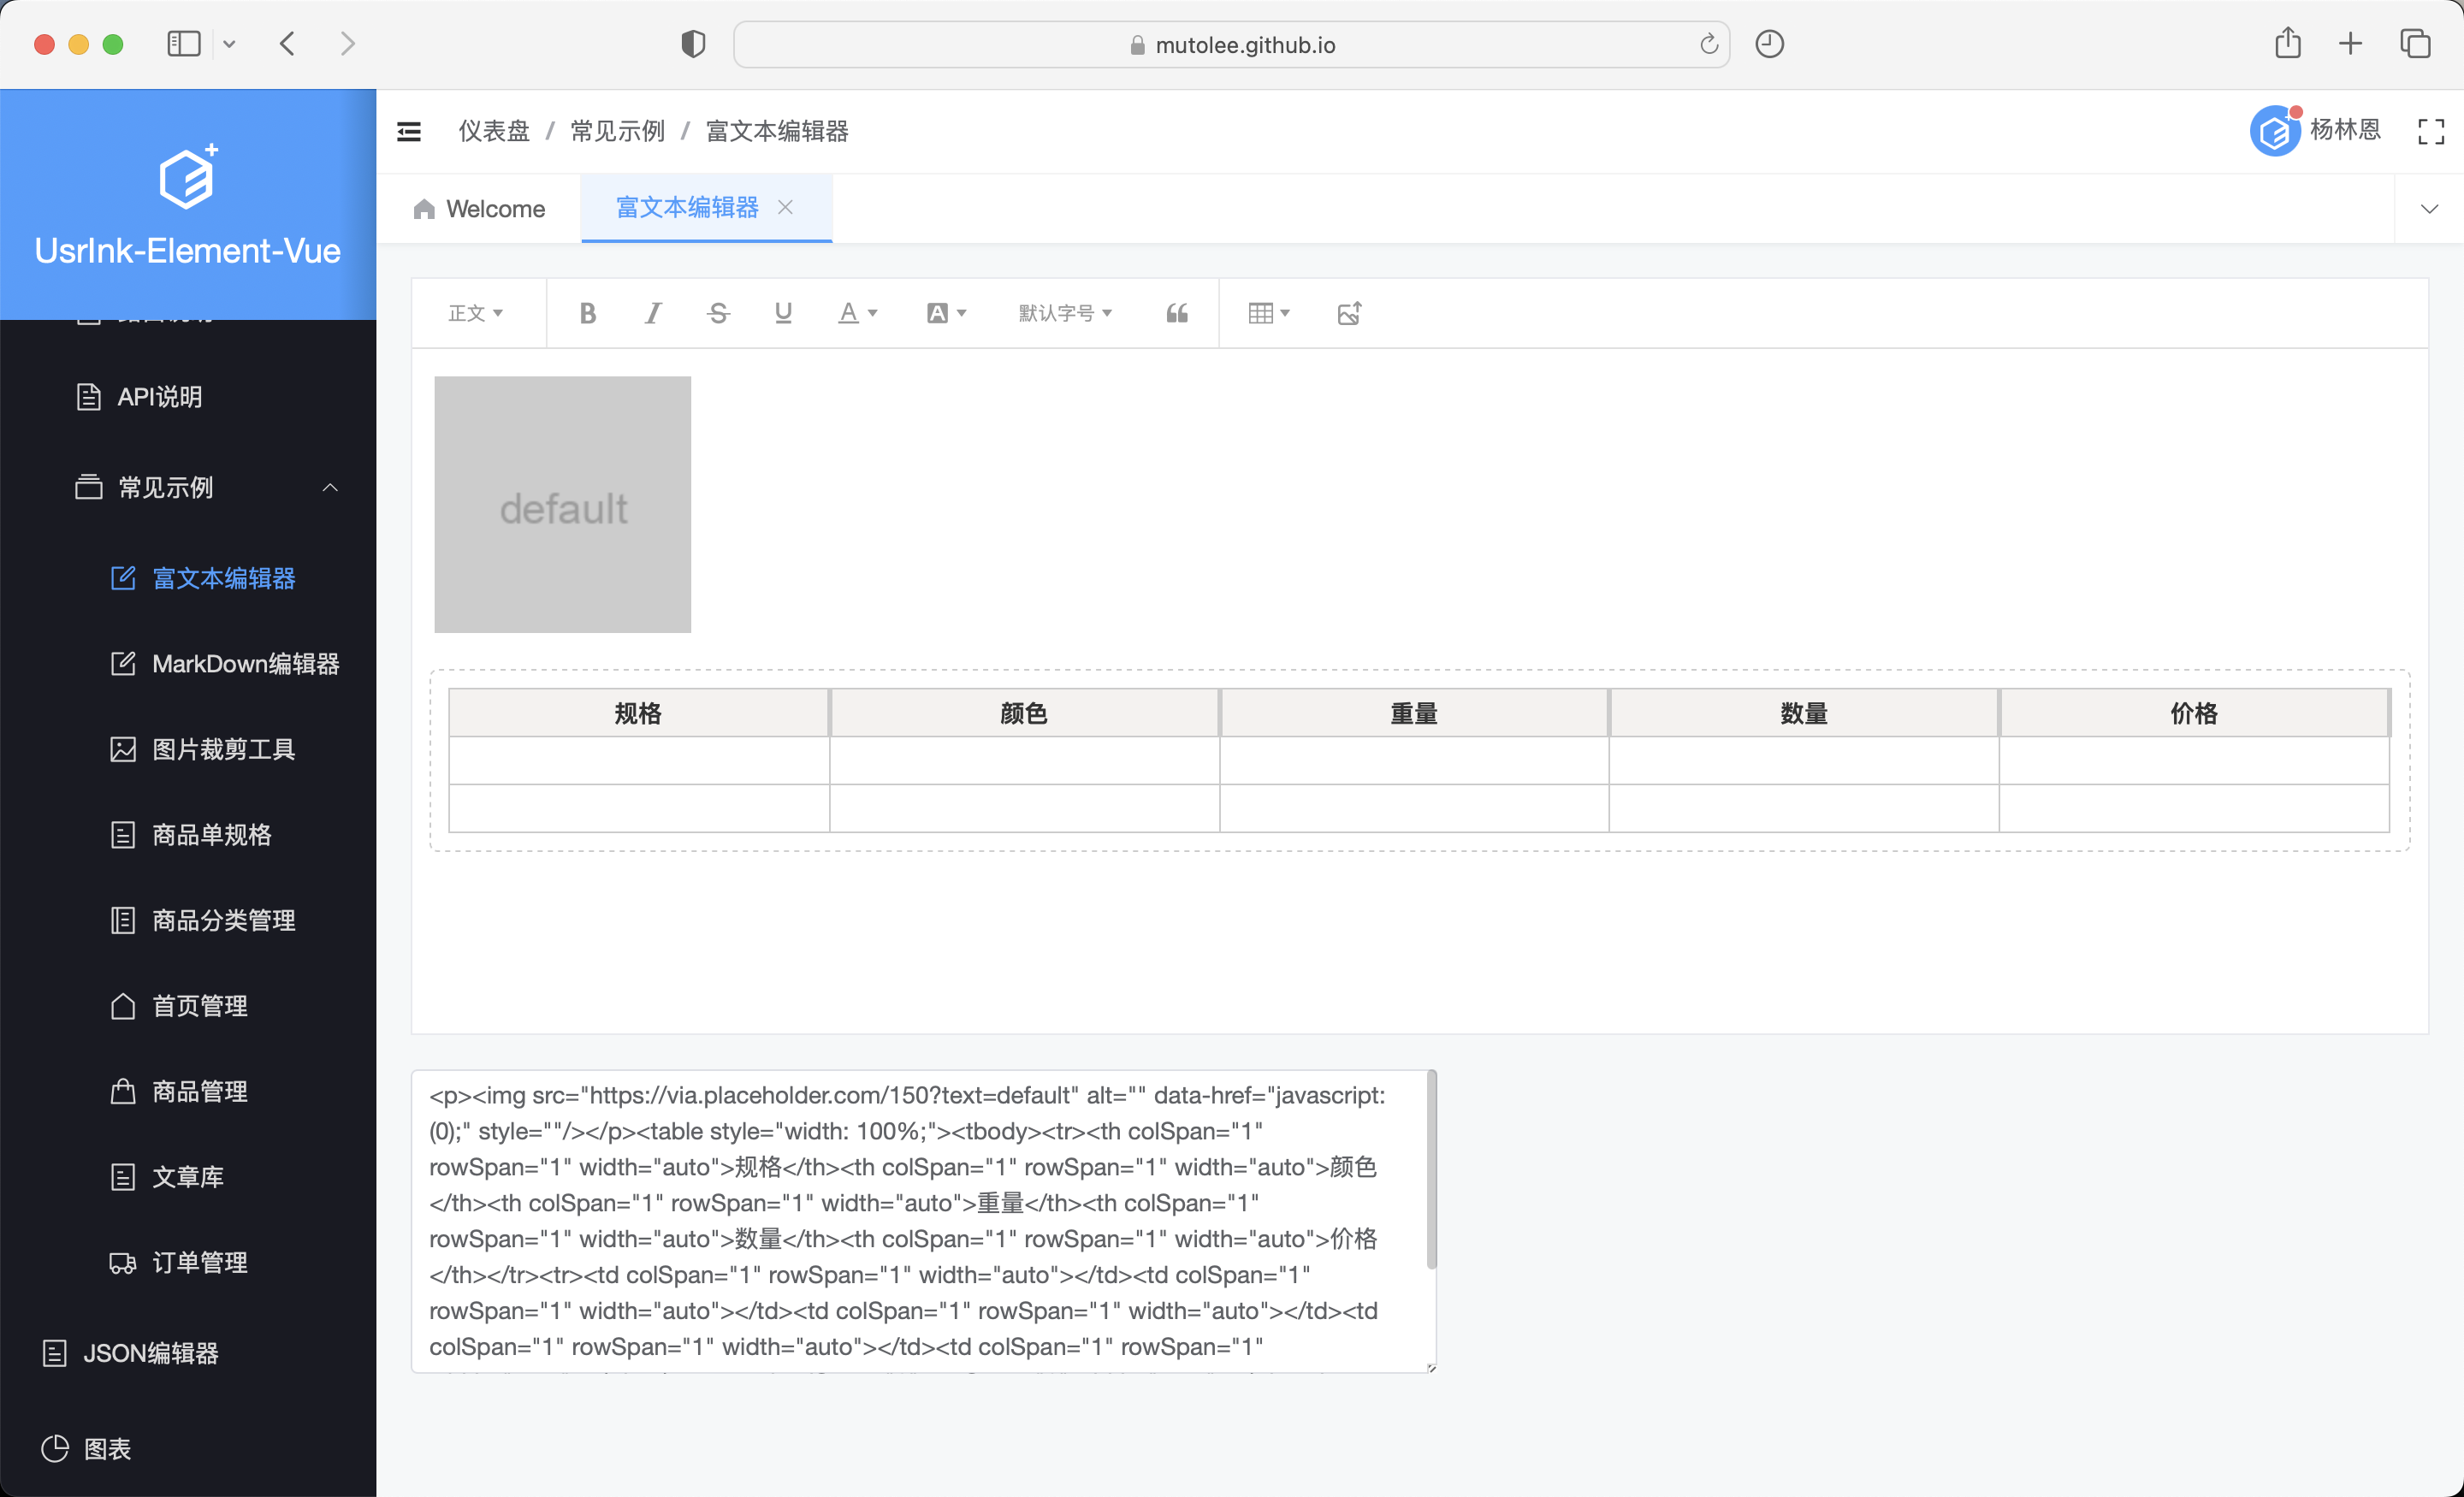 mutolee.github.io
UsrInk-Element-Vue
API说明
常见示例
富文本编辑器
MarkDown编辑器
图片裁剪工具
商品单规格
商品分类管理
首页管理
商品管理
文章库
订单管理
JSON编辑器
图表
仪表盘 / 常见示例 / 富文本编辑器
杨林恩
Welcome
富文本编辑器
正文
B I S U A A
默认字号
default
规格 颜色 重量 数量 价格
<p><img src="https://via.placeholder.com/150?text=default" alt="" data-href="javascript:
(0);" style=""/></p><table style="width: 100%;"><tbody><tr><th colSpan="1"
rowSpan="1" width="auto">规格</th><th colSpan="1" rowSpan="1" width="auto">颜色
</th><th colSpan="1" rowSpan="1" width="auto">重量</th><th colSpan="1"
rowSpan="1" width="auto">数量</th><th colSpan="1" rowSpan="1" width="auto">价格
</th></tr><tr><td colSpan="1" rowSpan="1" width="auto"></td><td colSpan="1"
rowSpan="1" width="auto"></td><td colSpan="1" rowSpan="1" width="auto"></td><td
colSpan="1" rowSpan="1" width="auto"></td><td colSpan="1" rowSpan="1"